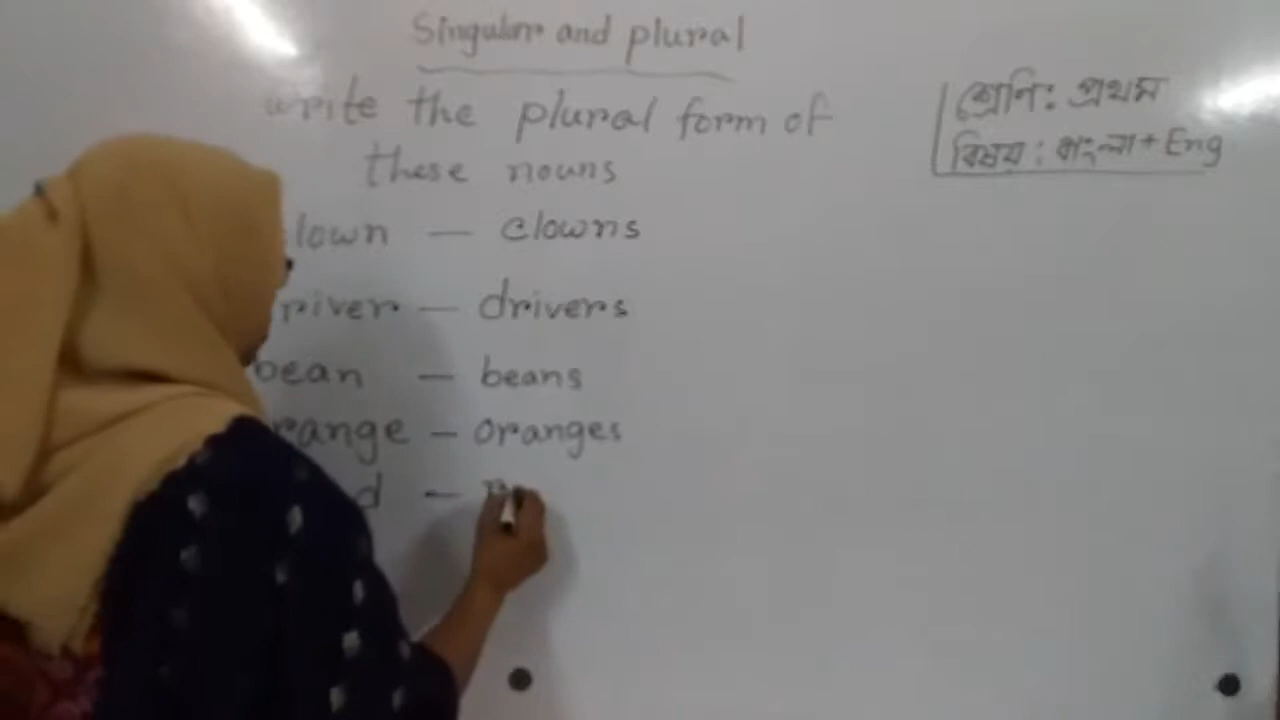 Singular and plural
write the plural form of
these nouns
lown — clowns
river — drivers
bean — beans
range — oranges
d —
শ্রেণি: প্রথম
বিষয়: বাংলা + Eng